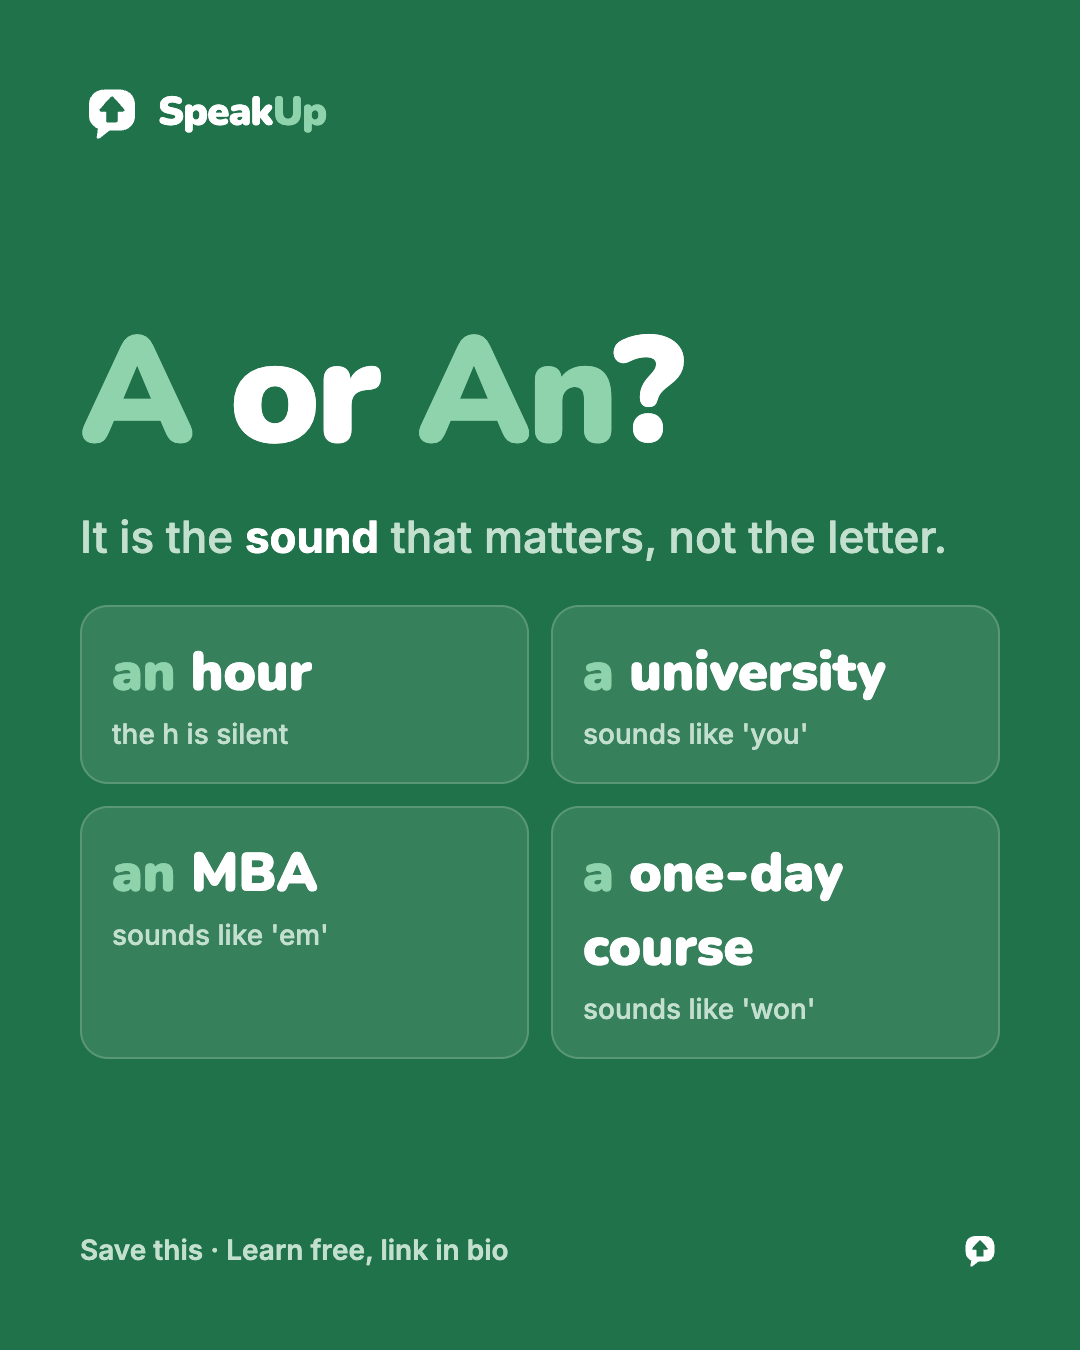 SpeakUp
A or An?
It is the sound that matters, not the letter.
an hour
the h is silent
a university
sounds like 'you'
an MBA
sounds like 'em'
a one-day
course
sounds like 'won'
Save this · Learn free, link in bio